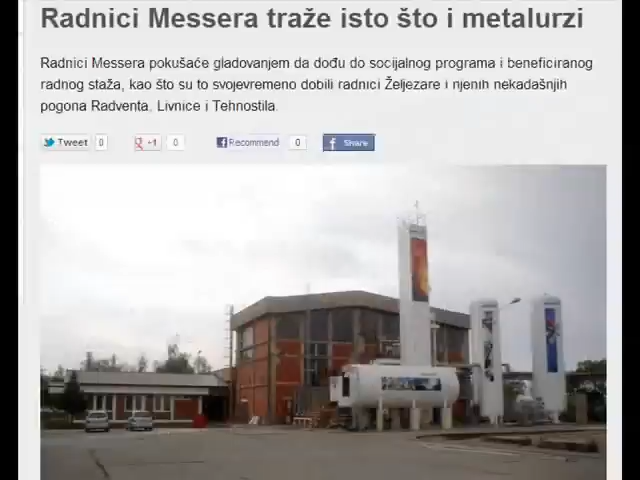 Radnici Messera traže isto što i metalurzi
Radnici Messera pokušaće gladovanjem da dođu do socijalnog programa i beneficiranog
radnog staža, kao što su to svojevremeno dobili radnici Željezare i njenih nekadašnjih
pogona Radventa, Livnice i Tehnostila.
Tweet 0 +1 0 Recommend 0 Share